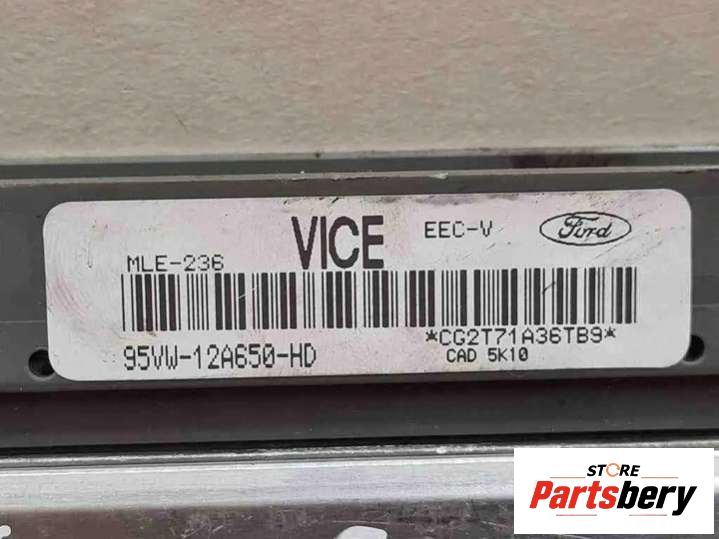 MLE-236 VICE EEC-V Ford
95VW-12A650-HD *CG2T71A36TB9*
CAD 5K10
STORE
Partsbery